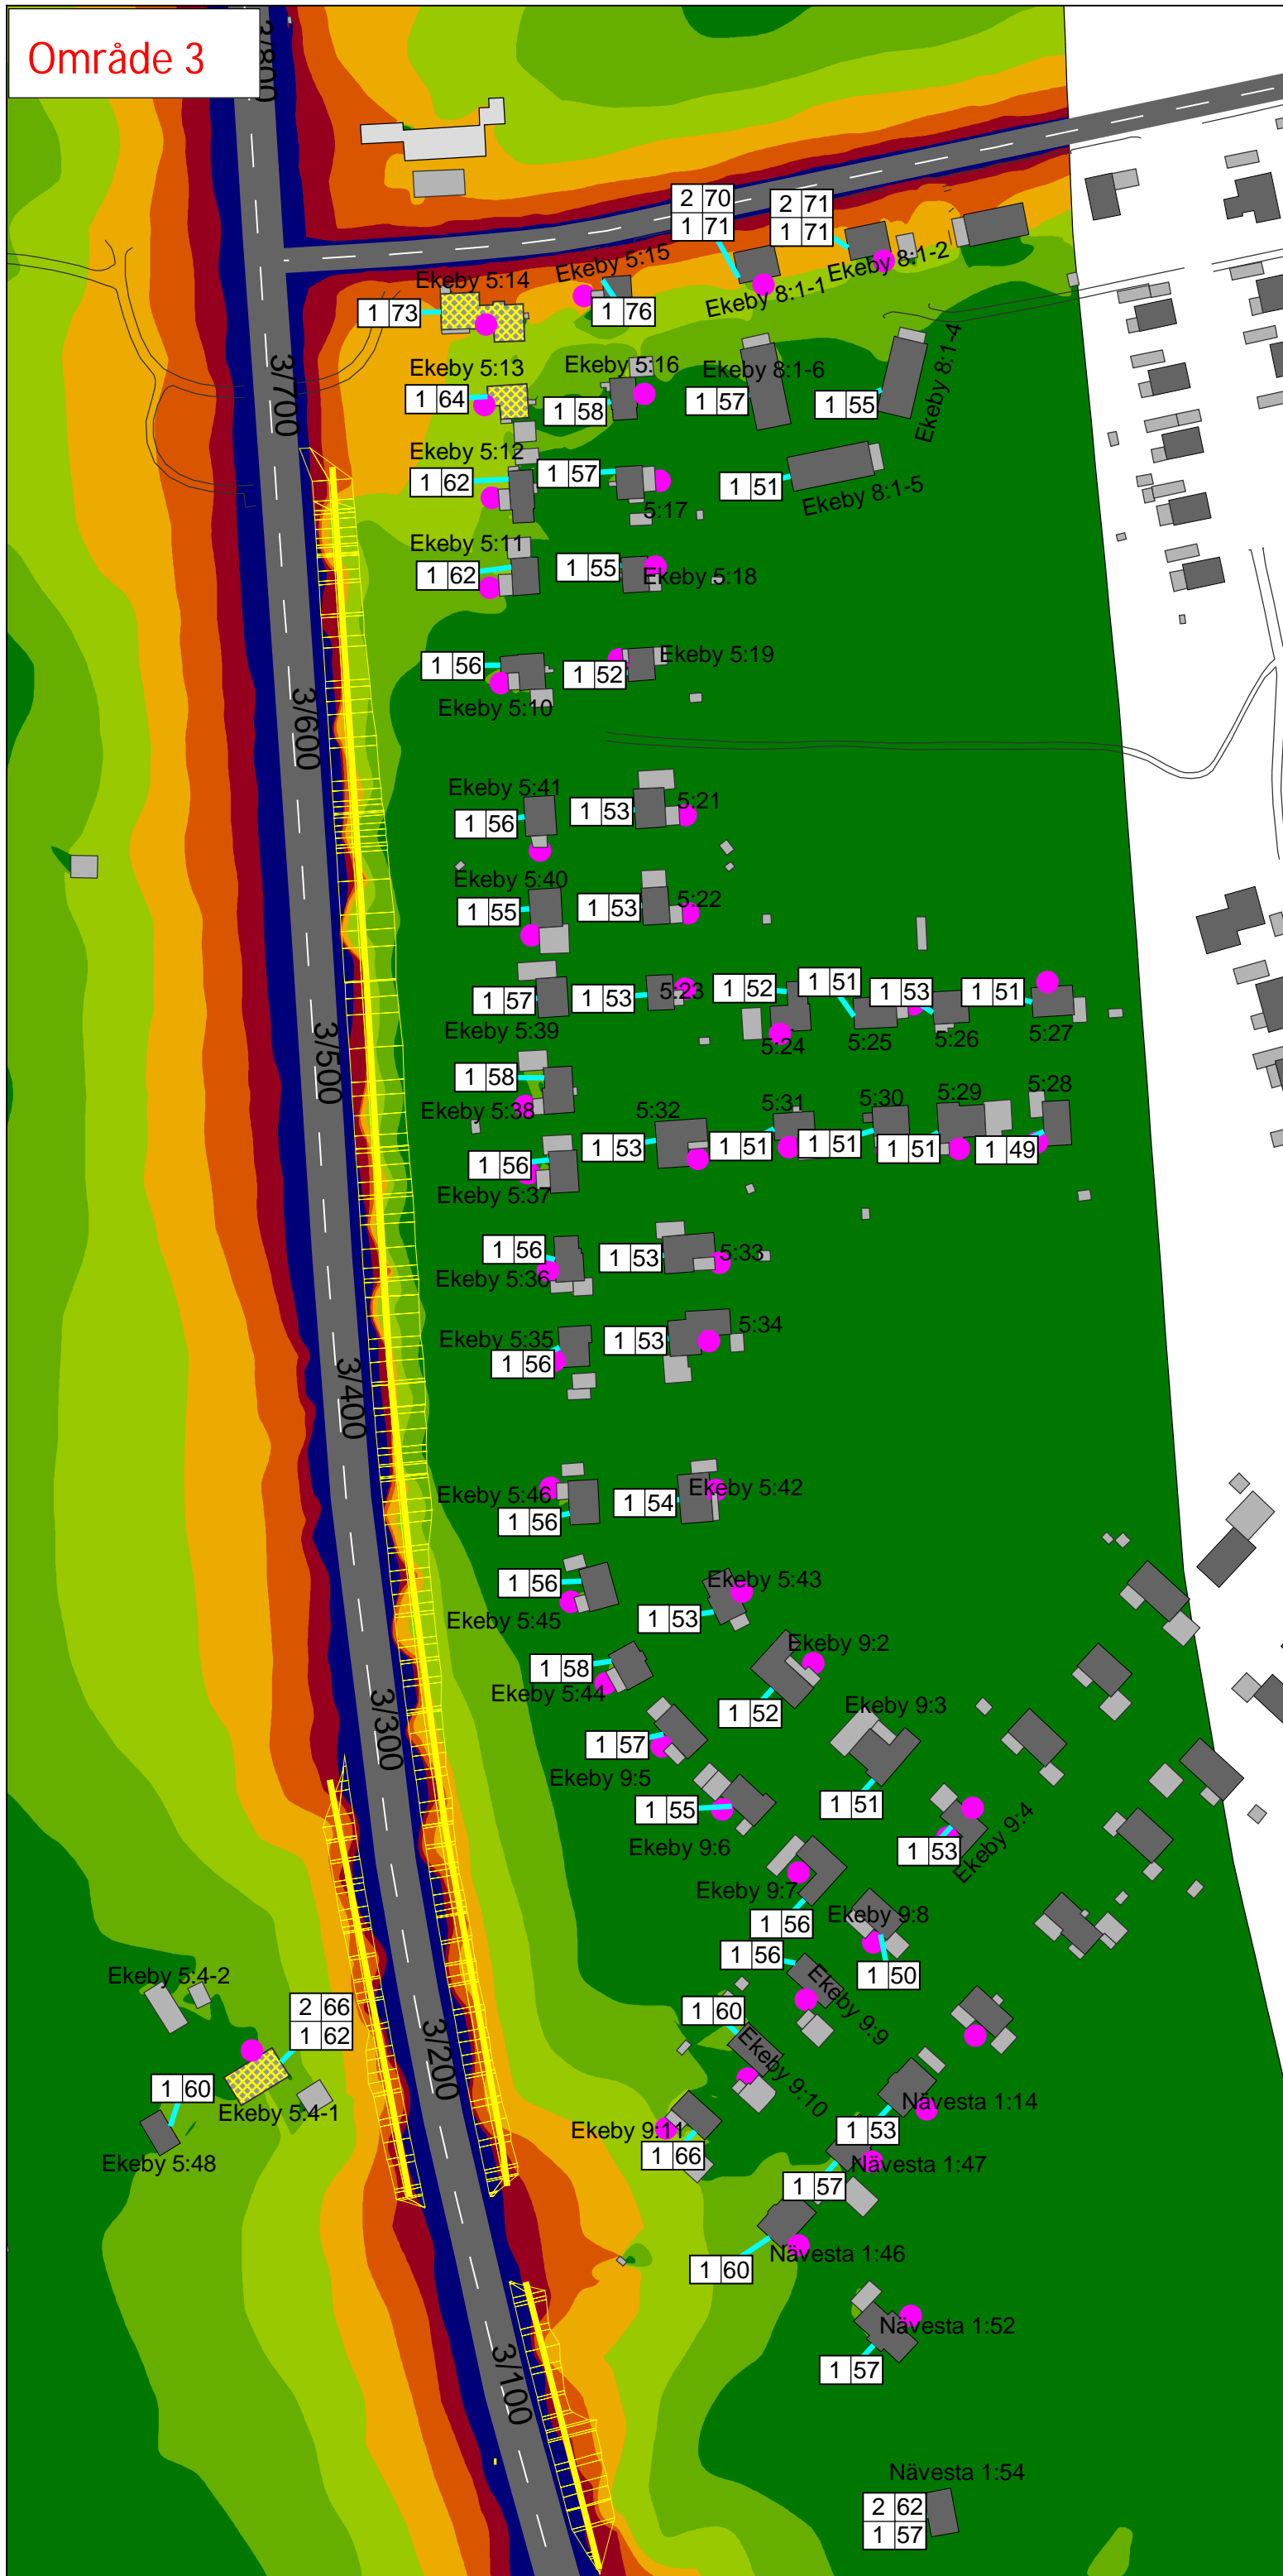 Område 3
3/800
2 70
1 71
2 71
1 71
Ekeby 5:15
Ekeby 8:1-2
Ekeby 5:14
Ekeby 8:1-1
1 73
1 76
3/700
Ekeby 5:13
Ekeby 5:16
Ekeby 8:1-6
Ekeby 8:1-4
1 64
1 58
1 57
1 55
Ekeby 5:12
1 62
1 57
1 51
Ekeby 8:1-5
5:17
Ekeby 5:11
1 62
1 55
Ekeby 5:18
Ekeby 5:19
1 56
1 52
Ekeby 5:10
3/600
Ekeby 5:41
5:21
1 56
1 53
Ekeby 5:40
5:22
1 55
1 53
1 57
1 53
5:23
1 52
1 51
1 53
1 51
Ekeby 5:39
5:24
5:25
5:26
5:27
3/500
1 58
Ekeby 5:38
5:32
5:31
5:30
5:29
5:28
1 53
1 51
1 51
1 51
1 49
1 56
Ekeby 5:37
1 56
1 53
5:33
Ekeby 5:36
Ekeby 5:35
1 53
5:34
1 56
3/400
Ekeby 5:46
Ekeby 5:42
1 56
1 54
1 56
Ekeby 5:43
Ekeby 5:45
1 53
Ekeby 9:2
1 58
Ekeby 5:44
1 52
Ekeby 9:3
3/300
1 57
Ekeby 9:5
1 51
1 55
Ekeby 9:6
1 53
Ekeby 9:4
Ekeby 9:7
1 56
Ekeby 9:8
1 56
1 50
Ekeby 9:9
Ekeby 5:4-2
2 66
1 62
1 60
Ekeby 9:10
3/200
1 60
Ekeby 5:4-1
Ekeby 5:48
Nävesta 1:14
Ekeby 9:11
1 53
1 66
Nävesta 1:47
1 57
Nävesta 1:46
1 60
Nävesta 1:52
1 57
3/100
Nävesta 1:54
2 62
1 57